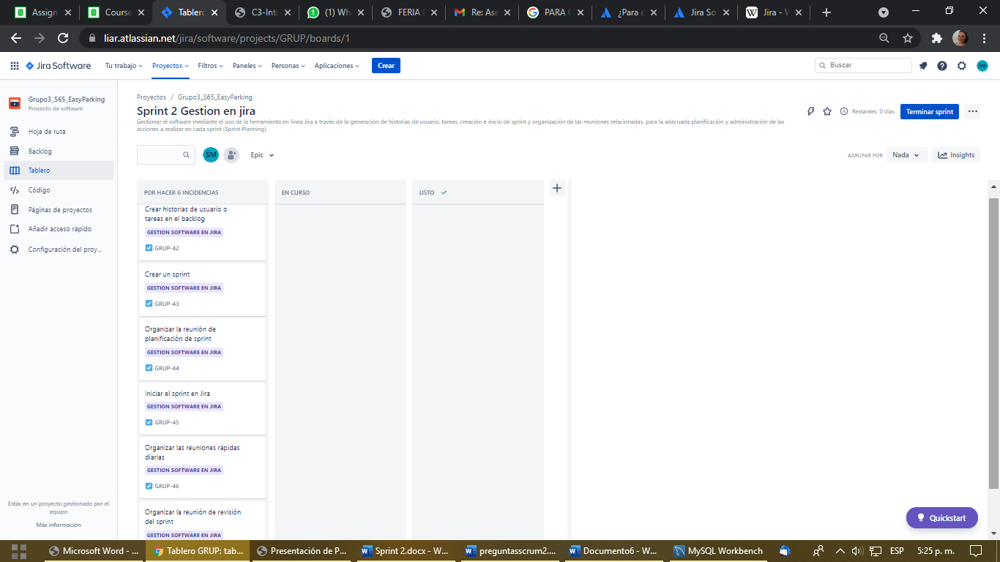 Assign
Course
Tablero
C3-Int
(1) Wh
FERIA
Re: Ase
PARA
¿Para
Jira So
Jira - W
liar.atlassian.net/jira/software/projects/GRUP/boards/1
Jira Software
Tu trabajo
Proyectos
Filtros
Paneles
Personas
Aplicaciones
Crear
Buscar
SM
Grupo3_S65_EasyParking
Proyecto de software
Hoja de ruta
Backlog
Tablero
Código
Páginas de proyectos
Añadir acceso rápido
Configuración del proy...
Estás en un proyecto gestionado por el
equipo
Más información
Proyectos / Grupo3_S65_EasyParking
Sprint 2 Gestion en jira
Gestionar el software mediante el uso de la herramienta en línea Jira a través de la generación de historias de usuario, tareas, creación e inicio de sprint y organización de las reuniones relacionadas, para la adecuada planificación y administración de las
acciones a realizar en cada sprint (Sprint Planning).
Restantes: 0 días
Terminar sprint
SM
Epic
AGRUPAR POR
Nada
Insights
POR HACER 6 INCIDENCIAS
Crear historias de usuario o
tareas en el backlog
GESTION SOFTWARE EN JIRA
GRUP-42
Crear un sprint
GESTION SOFTWARE EN JIRA
GRUP-43
Organizar la reunión de
planificación de sprint
GESTION SOFTWARE EN JIRA
GRUP-44
Iniciar el sprint en Jira
GESTION SOFTWARE EN JIRA
GRUP-45
Organizar las reuniones rápidas
diarias
GESTION SOFTWARE EN JIRA
GRUP-46
Organizar la reunión de revisión
del sprint
GESTION SOFTWARE EN JIRA
EN CURSO
LISTO
Quickstart
Microsoft Word - ...
Tablero GRUP: tab...
Presentación de P...
Sprint 2.docx - W...
preguntasscrum2....
Documento6 - W...
MySQL Workbench
ESP
5:25 p. m.